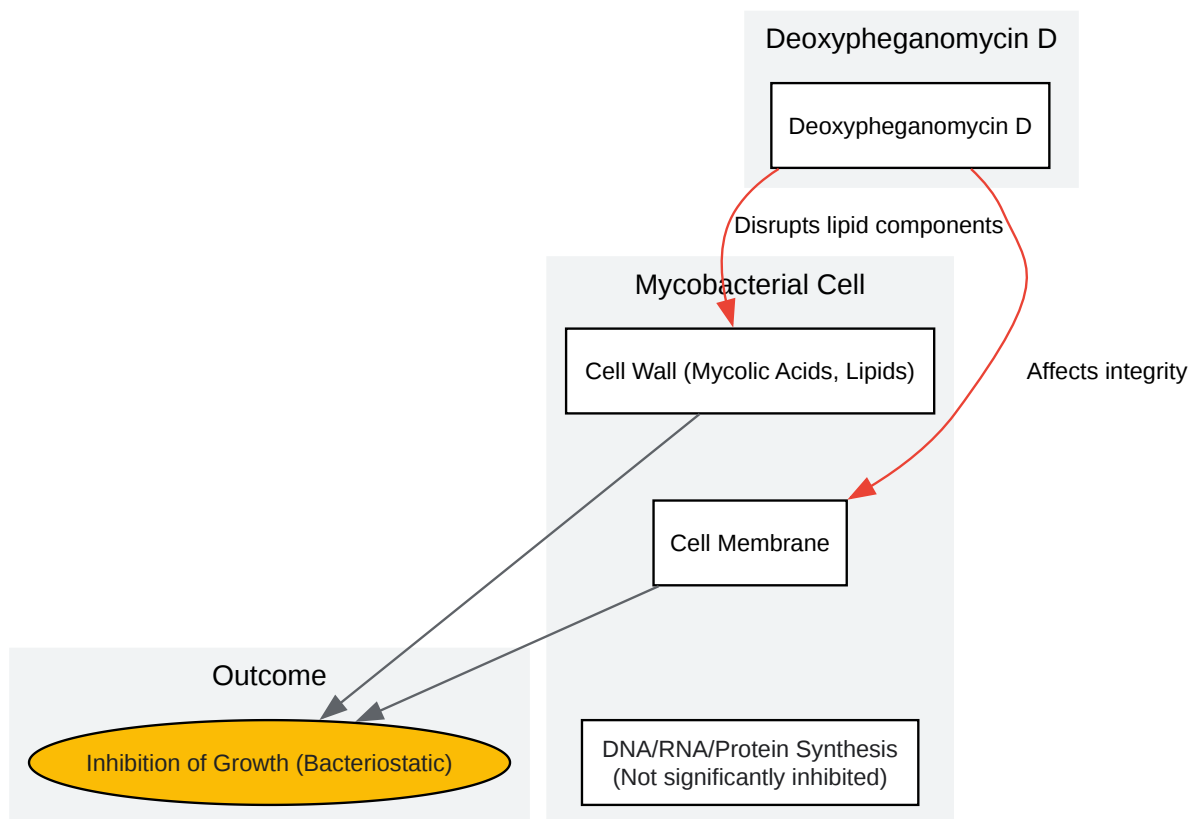 Deoxypheganomycin D
Deoxypheganomycin D
Disrupts lipid components
Mycobacterial Cell
Cell Wall (Mycolic Acids, Lipids)
Affects integrity
Cell Membrane
Outcome
Inhibition of Growth (Bacteriostatic)
DNA/RNA/Protein Synthesis
(Not significantly inhibited)